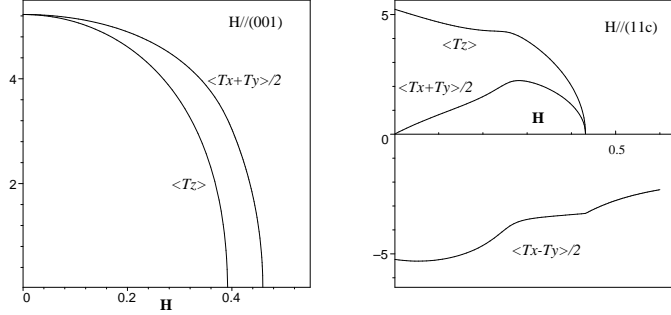 H//(001)
4
<Tx+Ty>/2
<Tz>
2
0
0.2
0.4
H
5
H//(11c)
<Tz>
<Tx+Ty>/2
H
0
0.5
<Tx-Ty>/2
−5